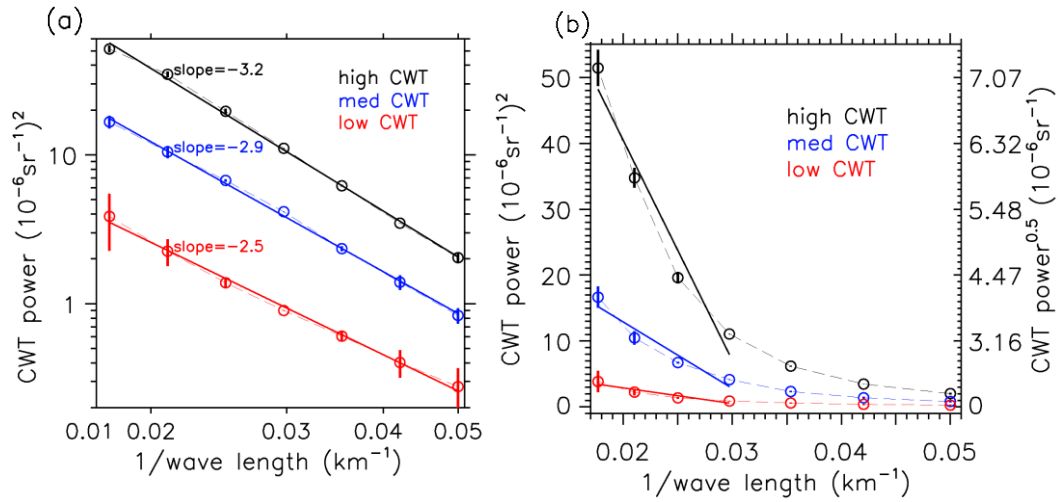 (a)
CWT power (10⁻⁶sr⁻¹)²
10
1
slope=−3.2
slope=−2.9
slope=−2.5
high CWT
med CWT
low CWT
0.01 0.02 0.03 0.04 0.05
1/wave length (km⁻¹)
(b)
CWT power (10⁻⁶sr⁻¹)²
50
40
30
20
10
0
high CWT
med CWT
low CWT
7.07
6.32
5.48
4.47
3.16
0
CWT power⁰·⁵ (10⁻⁶sr⁻¹)
0.02 0.03 0.04 0.05
1/wave length (km⁻¹)